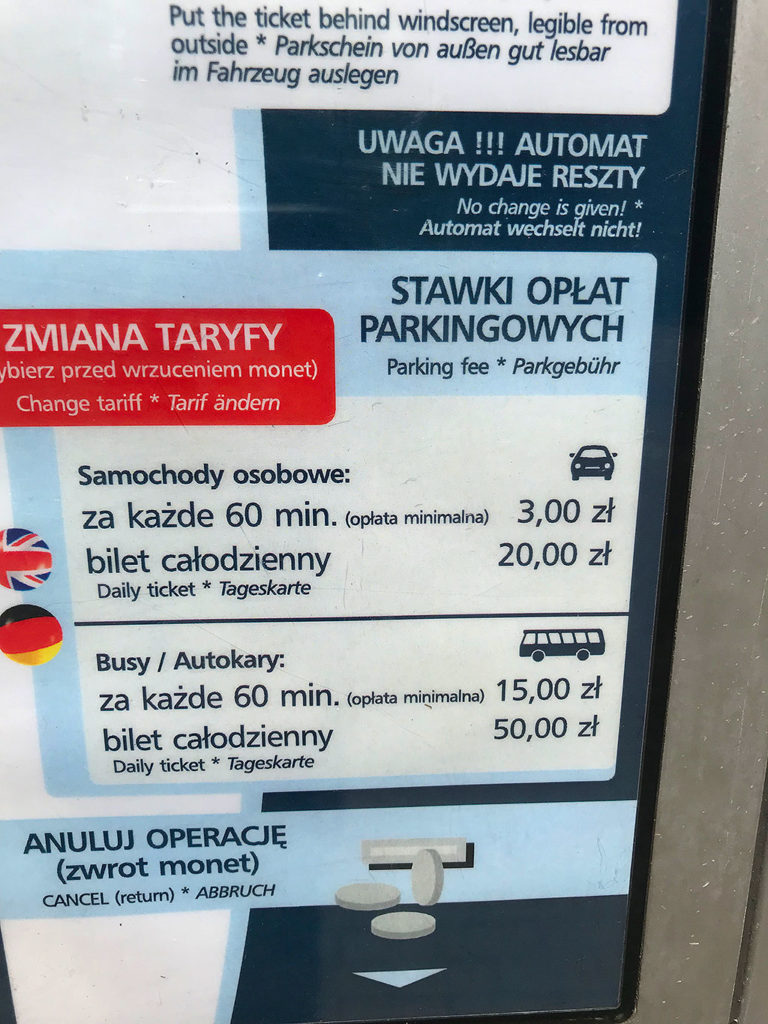 Put the ticket behind windscreen, legible from
outside * Parkschein von außen gut lesbar
im Fahrzeug auslegen
UWAGA !!! AUTOMAT
NIE WYDAJE RESZTY
No change is given! *
Automat wechselt nicht!
STAWKI OPŁAT
PARKINGOWYCH
Parking fee * Parkgebühr
ZMIANA TARYFY
ybierz przed wrzuceniem monet)
Change tariff * Tarif ändern
Samochody osobowe:
za każde 60 min. (opłata minimalna) 3,00 zł
bilet całodzienny 20,00 zł
Daily ticket * Tageskarte
Busy / Autokary:
za każde 60 min. (opłata minimalna) 15,00 zł
bilet całodzienny 50,00 zł
Daily ticket * Tageskarte
ANULUJ OPERACJĘ
(zwrot monet)
CANCEL (return) * ABBRUCH